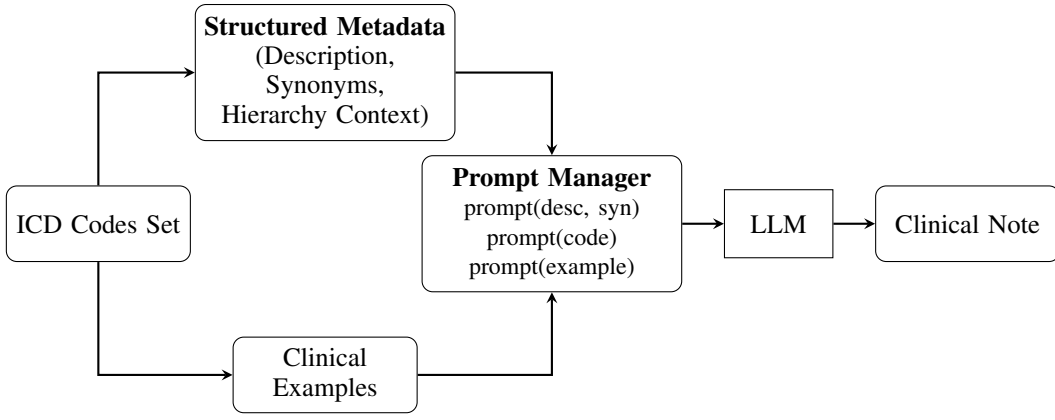 Structured Metadata
(Description,
Synonyms,
Hierarchy Context)
ICD Codes Set
Prompt Manager
prompt(desc, syn)
prompt(code)
prompt(example)
LLM
Clinical Note
Clinical
Examples